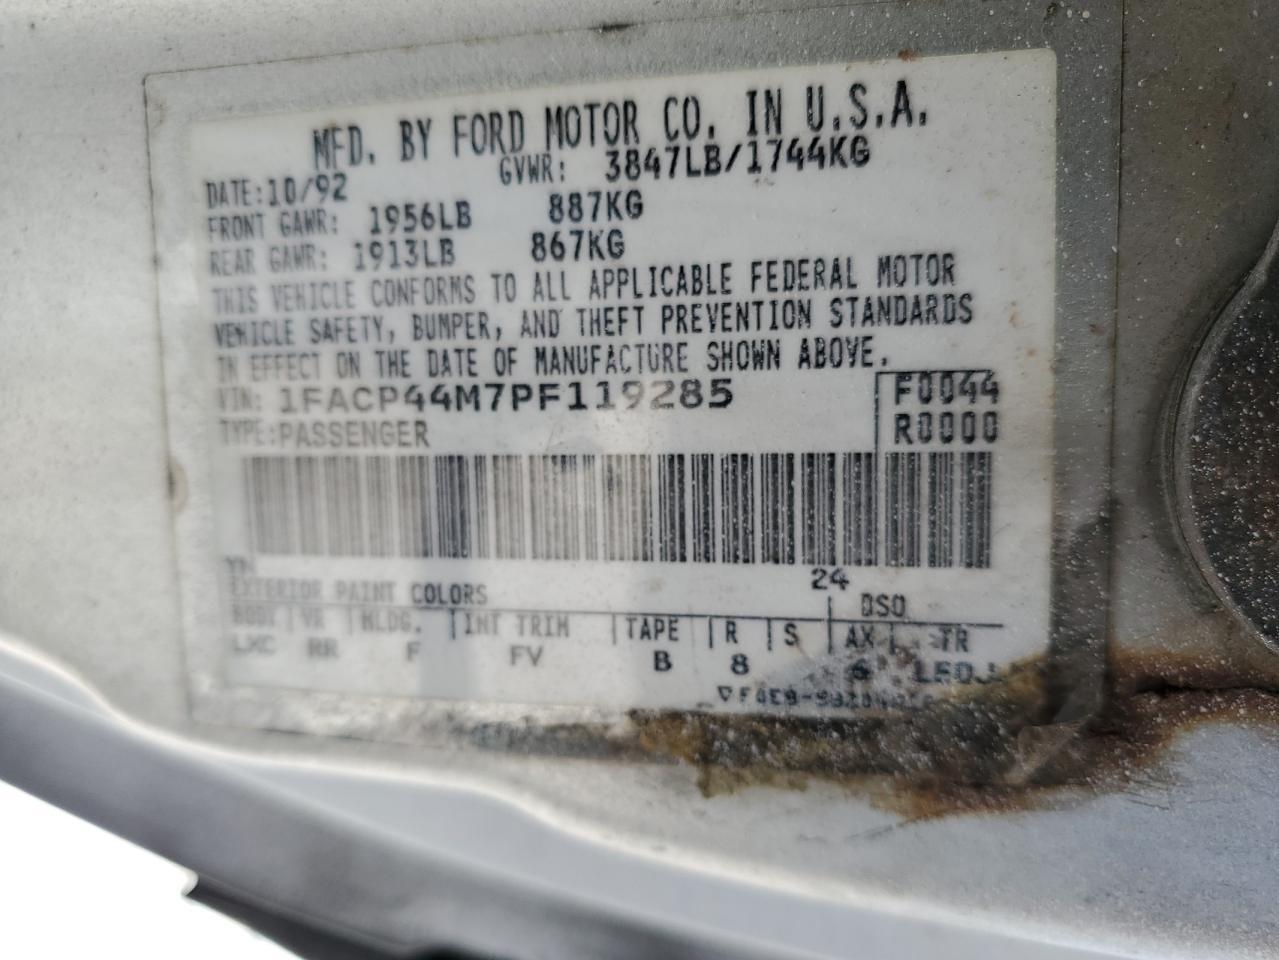 MFD. BY FORD MOTOR CO. IN U.S.A.
DATE:10/92 GVWR: 3847LB/1744KG
FRONT GAWR: 1956LB 887KG
REAR GAWR: 1913LB 867KG
THIS VEHICLE CONFORMS TO ALL APPLICABLE FEDERAL MOTOR
VEHICLE SAFETY, BUMPER, AND THEFT PREVENTION STANDARDS
IN EFFECT ON THE DATE OF MANUFACTURE SHOWN ABOVE.
VIN: 1FACP44M7PF119285 F0044
TYPE:PASSENGER R0000
YN 24
EXTERIOR PAINT COLORS DSO
BODY VR MLDG. INT TRIM TAPE R S AX TR
RR F FV B 8